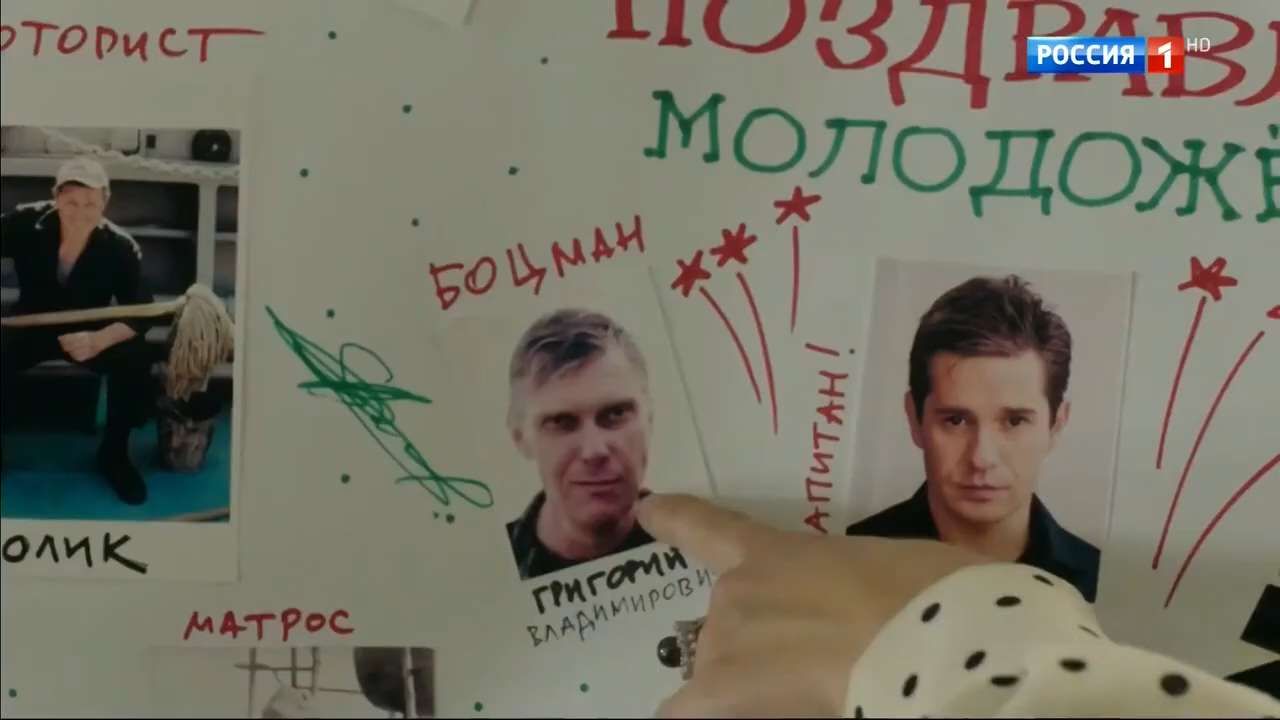 ОТОРИСТ
ПОЗДРАВЛ
РОССИЯ 1 HD
МОЛОДОЖЁ
БОЦМАН
АПИТАН!
ОЛИК
ГРИГОРИЙ
ВЛАДИМИРОВИ
МАТРОС